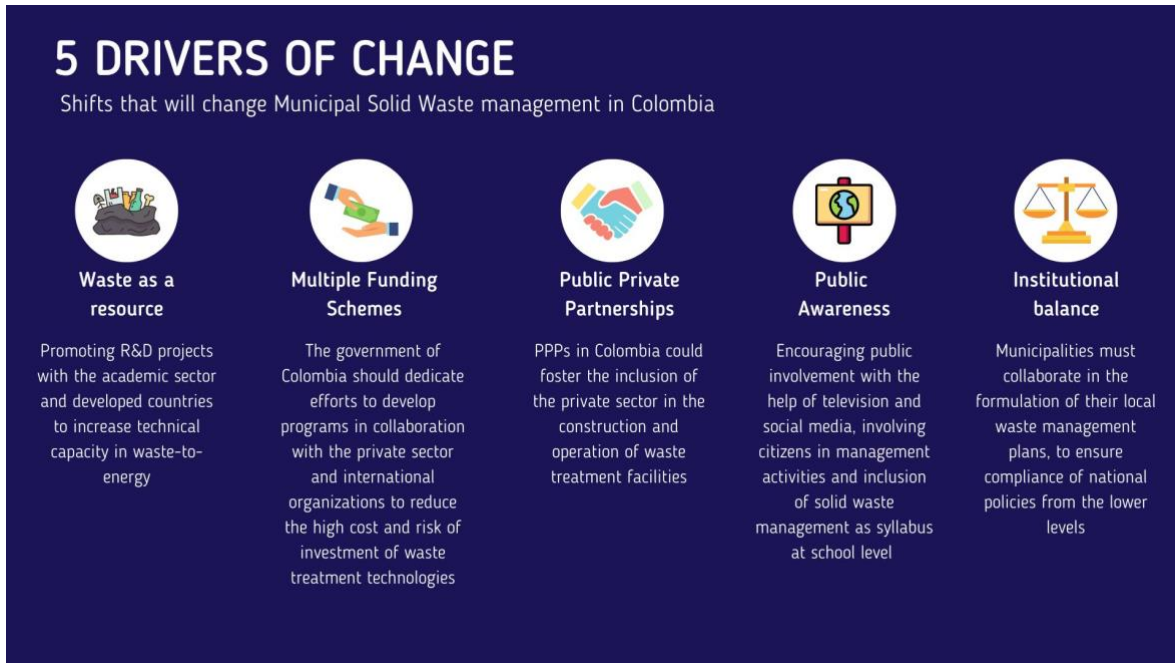 5 DRIVERS OF CHANGE
Shifts that will change Municipal Solid Waste management in Colombia
Waste as a
resource
Promoting R&D projects
with the academic sector
and developed countries
to increase technical
capacity in waste-to-
energy
Multiple Funding
Schemes
The government of
Colombia should dedicate
efforts to develop
programs in collaboration
with the private sector
and international
organizations to reduce
the high cost and risk of
investment of waste
treatment technologies
Public Private
Partnerships
PPPs in Colombia could
foster the inclusion of
the private sector in the
construction and
operation of waste
treatment facilities
Public
Awareness
Encouraging public
involvement with the
help of television and
social media, involving
citizens in management
activities and inclusion
of solid waste
management as syllabus
at school level
Institutional
balance
Municipalities must
collaborate in the
formulation of their local
waste management
plans, to ensure
compliance of national
policies from the lower
levels